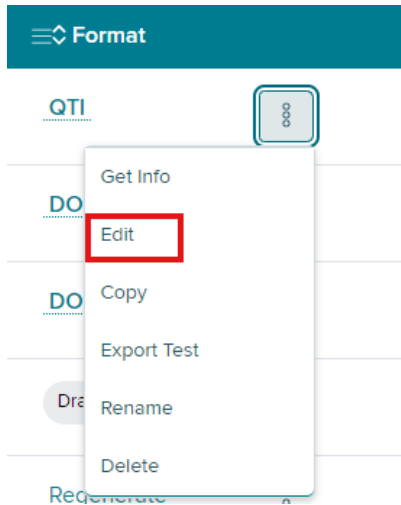 Format
QTI
Get Info
DO
Edit
Copy
DO
Export Test
Dra
Rename
Delete
Regenerate